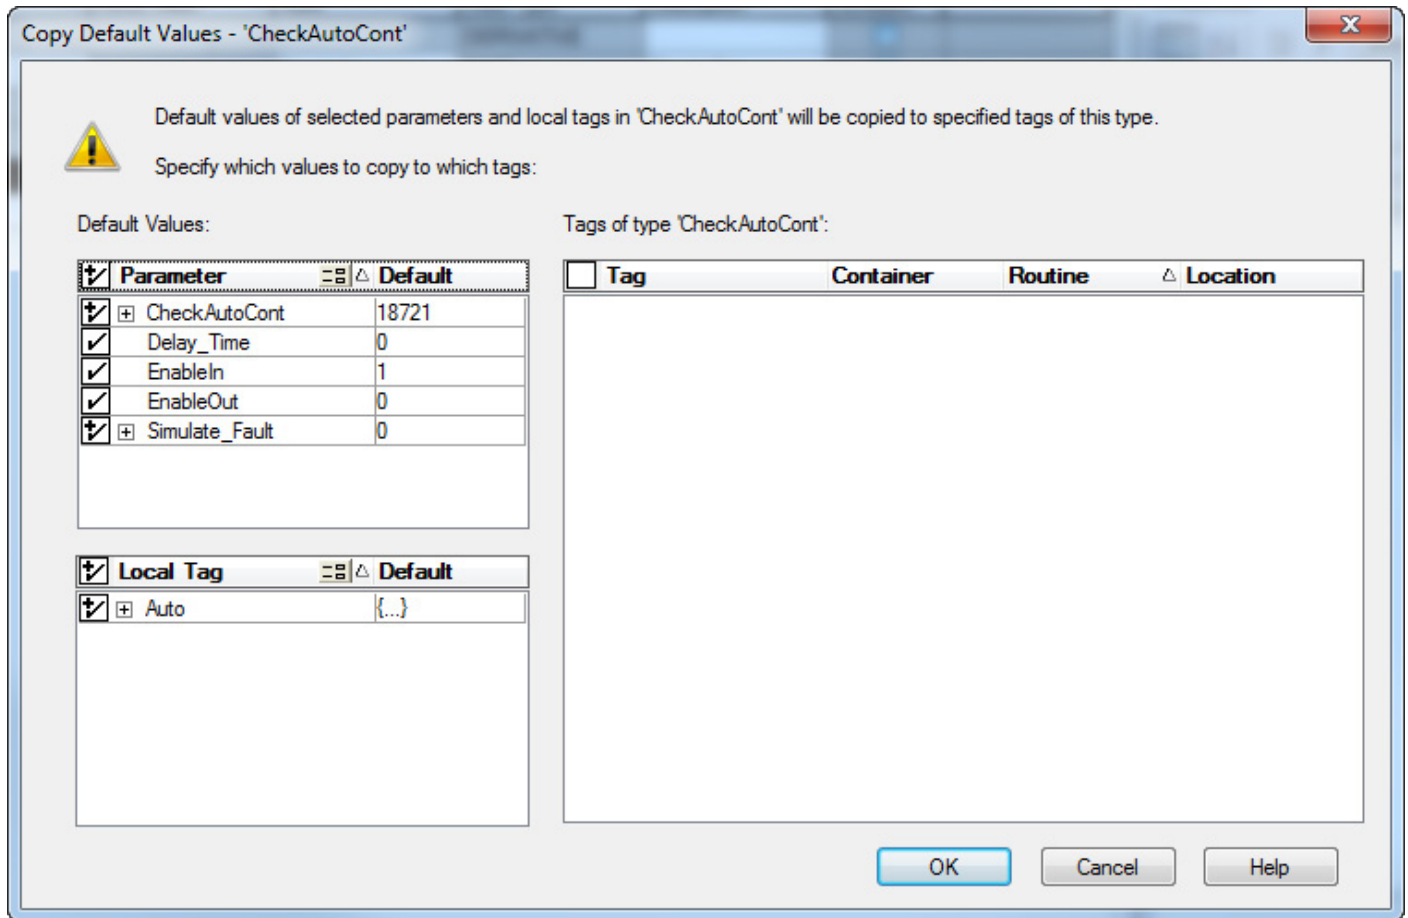 Copy Default Values - 'CheckAutoCont'
Default values of selected parameters and local tags in 'CheckAutoCont' will be copied to specified tags of this type.
Specify which values to copy to which tags:
Default Values:
Parameter Default
CheckAutoCont 18721
Delay_Time 0
EnableIn 1
EnableOut 0
Simulate_Fault 0
Local Tag Default
Auto {...}
Tags of type 'CheckAutoCont':
Tag Container Routine Location
OK Cancel Help